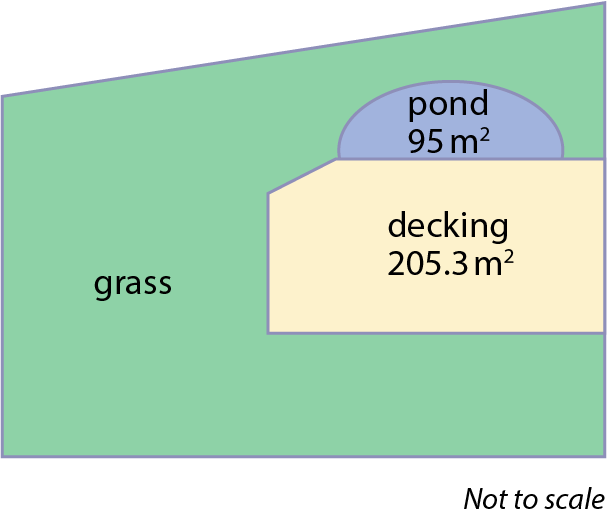 pond
95 m²
decking
205.3 m²
grass
Not to scale